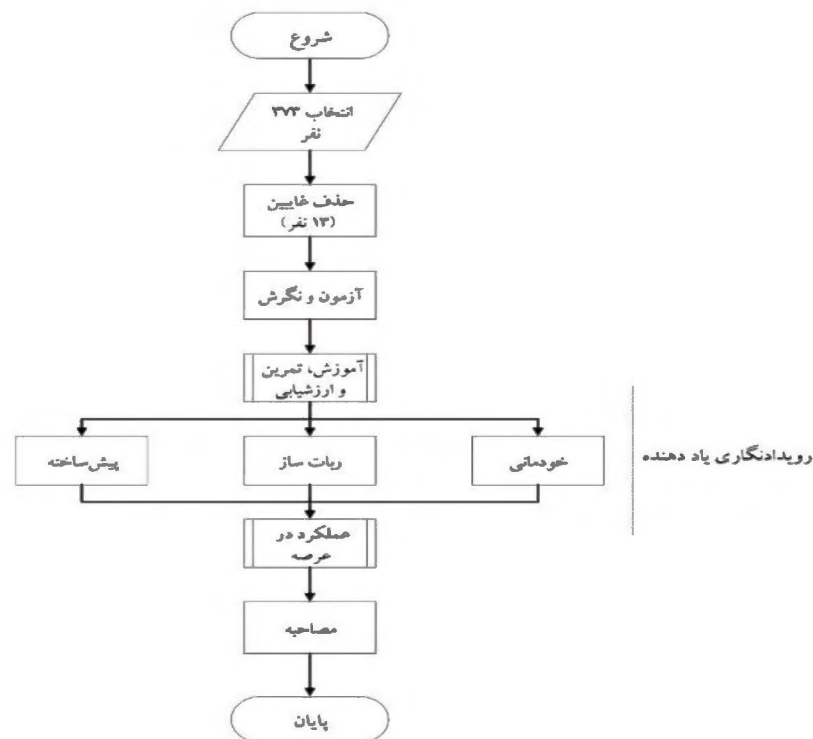 شروع
انتخاب ۳۷۳
نفر
حذف غایبین
(۱۳ نفر)
آزمون و نگرش
آموزش، تمرین
و ارزشیابی
خودمانی
ربات ساز
پیش‌ساخته
رویدادنگاری یاد دهنده
عملکرد در
عرصه
مصاحبه
پایان